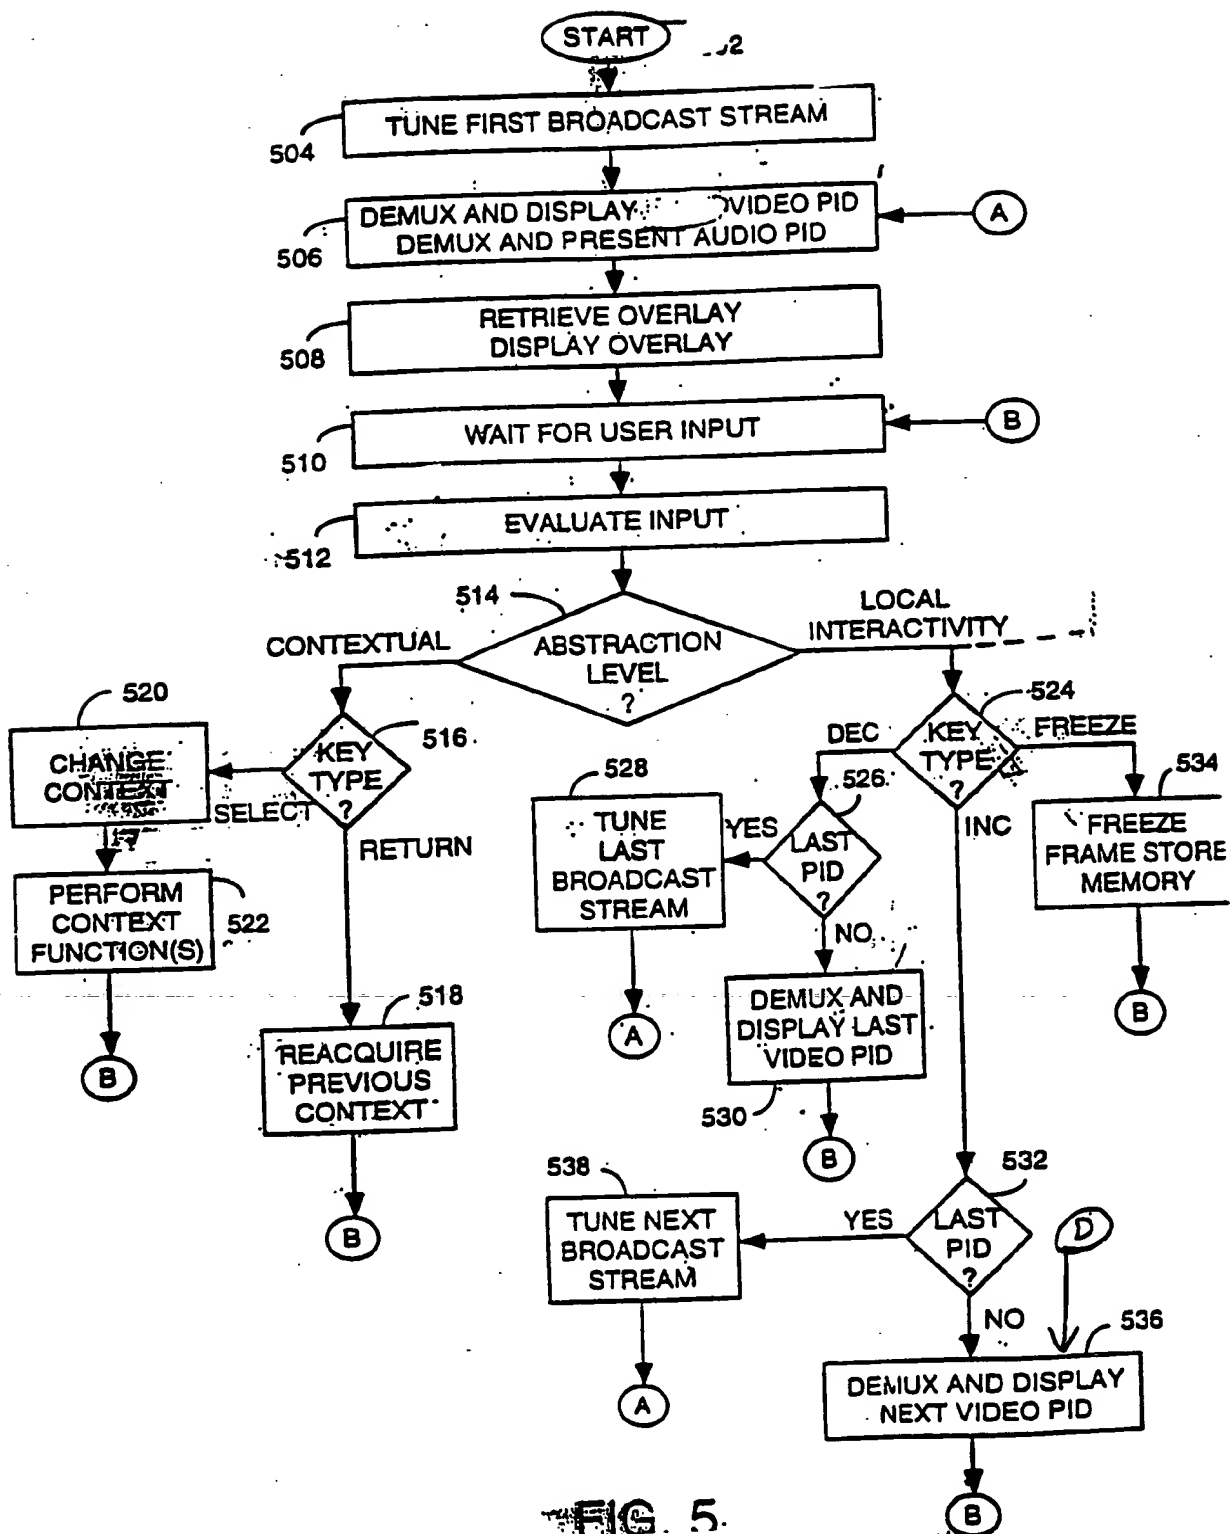 START
504
TUNE FIRST BROADCAST STREAM
506
DEMUX AND DISPLAY VIDEO PID
DEMUX AND PRESENT AUDIO PID
A
508
RETRIEVE OVERLAY
DISPLAY OVERLAY
510
WAIT FOR USER INPUT
B
512
EVALUATE INPUT
514
ABSTRACTION
LEVEL
?
CONTEXTUAL
LOCAL
INTERACTIVITY
520
CHANGE
CONTEXT
516
KEY
TYPE
?
SELECT
RETURN
522
PERFORM
CONTEXT
FUNCTION(S)
B
518
REACQUIRE
PREVIOUS
CONTEXT
B
524
KEY
TYPE
?
DEC
FREEZE
INC
534
FREEZE
FRAME STORE
MEMORY
B
526
LAST
PID
?
YES
NO
528
TUNE
LAST
BROADCAST
STREAM
A
DEMUX AND
DISPLAY LAST
VIDEO PID
530
B
532
LAST
PID
?
YES
NO
538
TUNE NEXT
BROADCAST
STREAM
A
D
536
DEMUX AND DISPLAY
NEXT VIDEO PID
B
FIG. 5